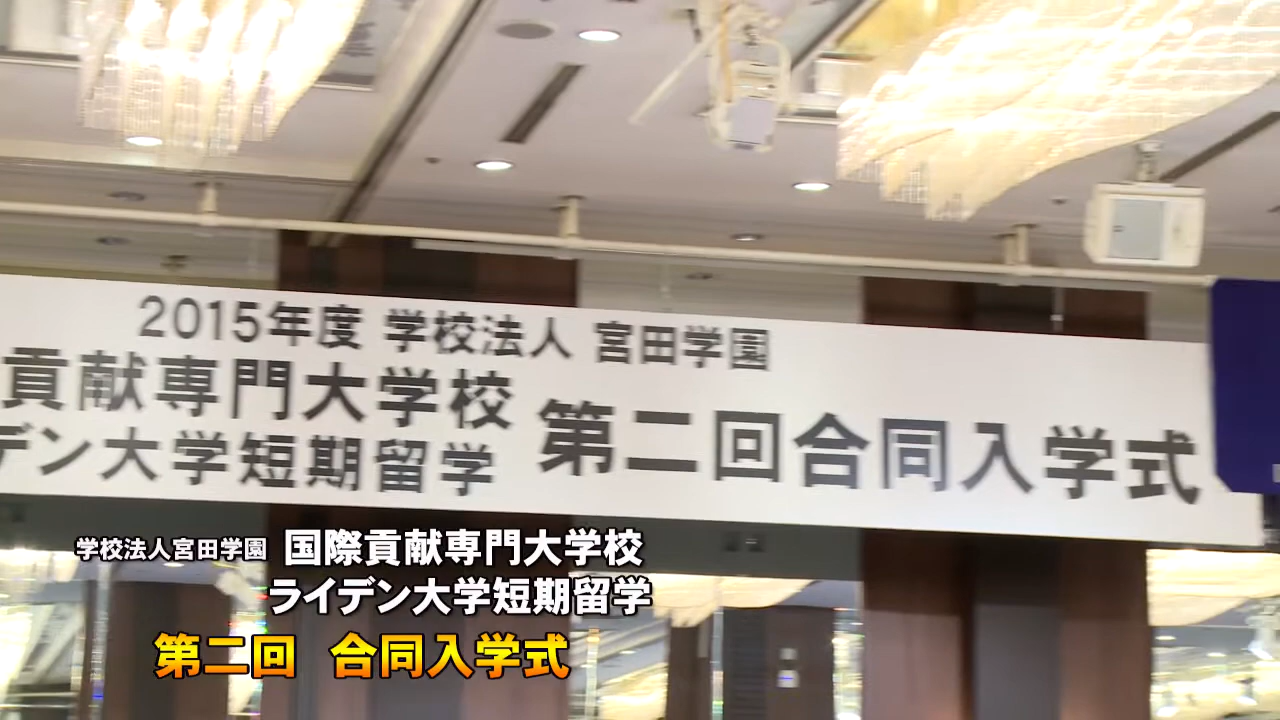 2015年度 学校法人 宮田学園
貢献専門大学校 第二回合同入学式
デン大学短期留学
学校法人宮田学園 国際貢献専門大学校
ライデン大学短期留学
第二回 合同入学式